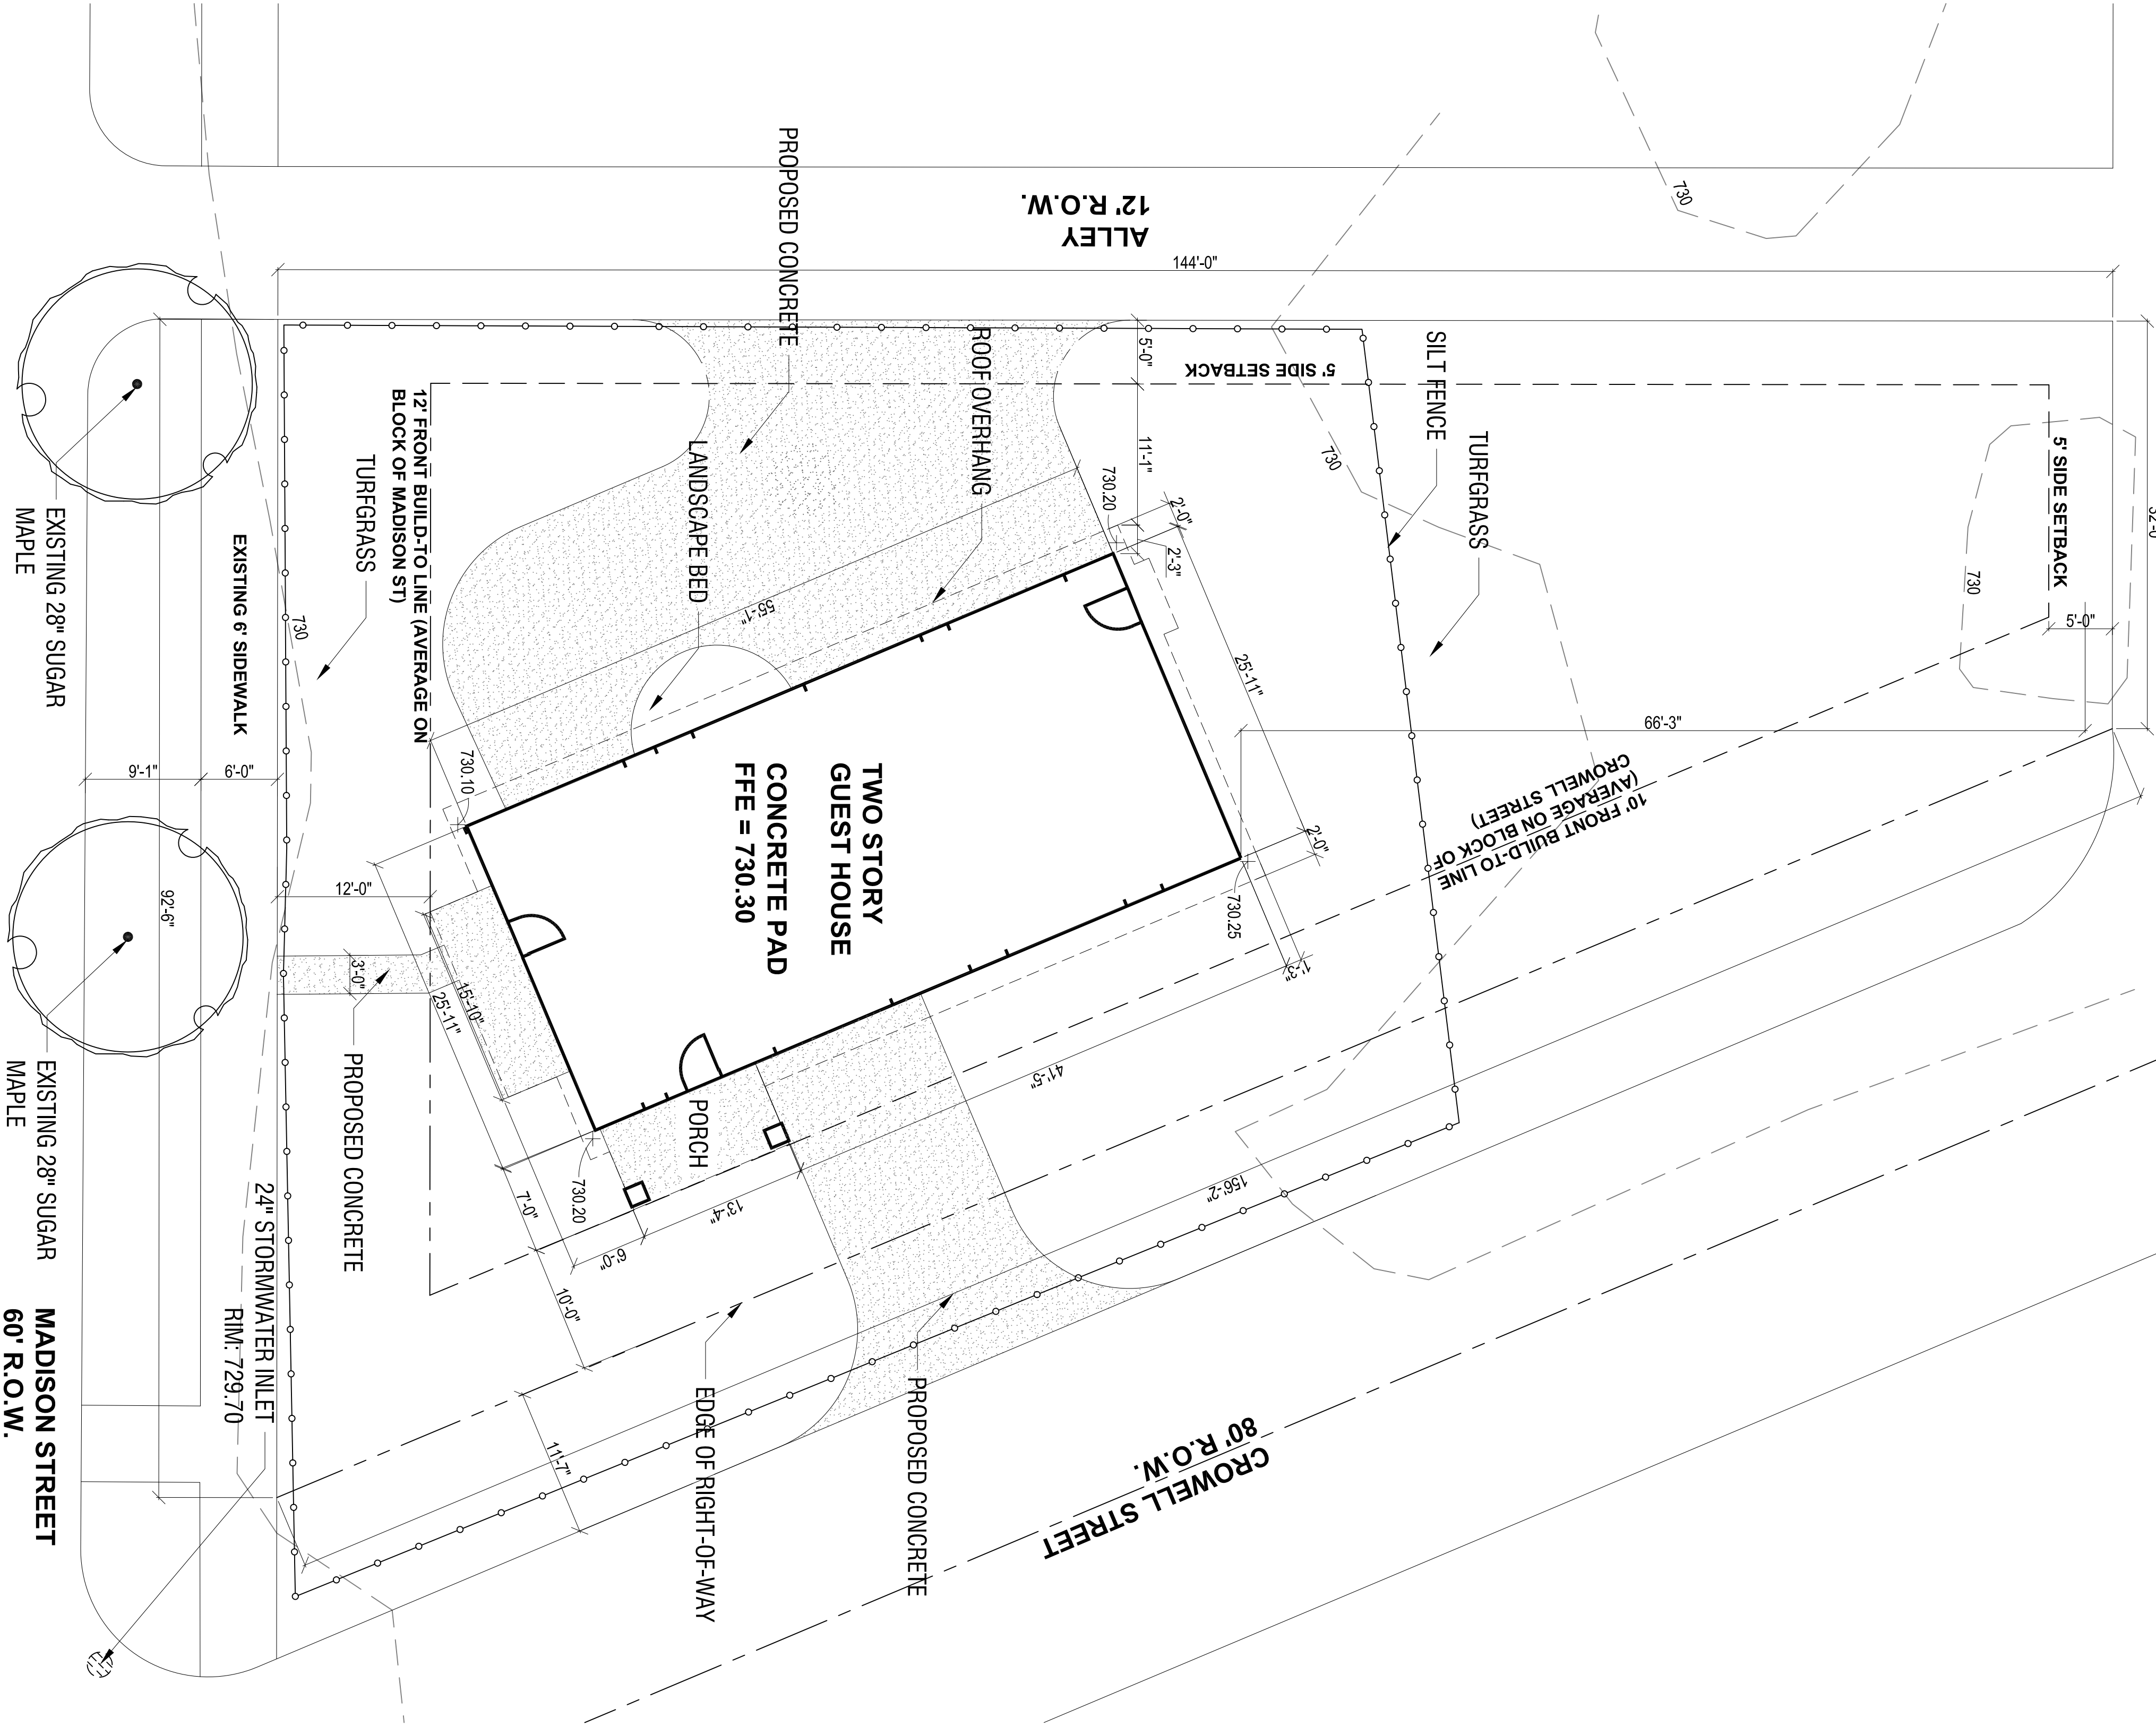 ALLEY
12' R.O.W.
144'-0"
PROPOSED CONCRETE
ROOF OVERHANG
5'-0"
5' SIDE SETBACK
SILT FENCE
TURFGRASS
730
730
5' SIDE SETBACK
730
5'-0"
12' FRONT BUILD-TO LINE (AVERAGE ON
BLOCK OF MADISON ST)
TURFGRASS
LANDSCAPE BED
11'-1"
730.20
2'-0"
2'-3"
25'-11"
55'-1"
66'-3"
EXISTING 28" SUGAR
MAPLE
EXISTING 6' SIDEWALK
730
9'-1"
6'-0"
92'-6"
12'-0"
730.10
TWO STORY
GUEST HOUSE
CONCRETE PAD
FFE = 730.30
10' FRONT BUILD-TO LINE
(AVERAGE ON BLOCK OF
CROWELL STREET)
2'-0"
730.25
1'-3"
3'-0"
15'-10"
25'-11"
41'-5"
PORCH
730.20
7'-0"
13'-4"
6'-0"
10'-0"
156'-2"
11'-7"
PROPOSED CONCRETE
EXISTING 28" SUGAR
MAPLE
24" STORMWATER INLET
RIM: 729.70
MADISON STREET
60' R.O.W.
EDGE OF RIGHT-OF-WAY
PROPOSED CONCRETE
CROWELL STREET
80' R.O.W.